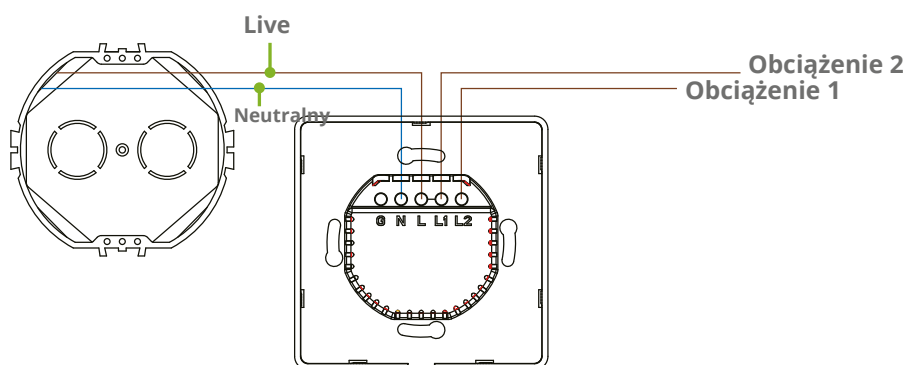 Live
Obciążenie 2
Obciążenie 1
Neutralny
G N L L1 L2